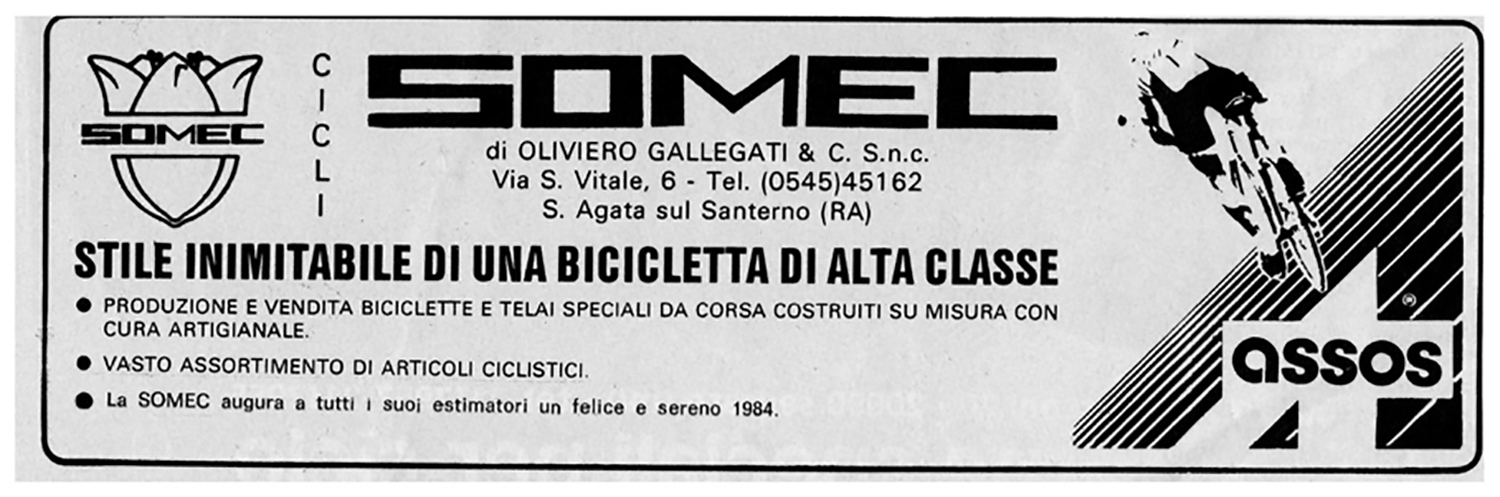 SOMEC
CICLI
SOMEC
di OLIVIERO GALLEGATI & C. S.n.c.
Via S. Vitale, 6 - Tel. (0545)45162
S. Agata sul Santerno (RA)
STILE INIMITABILE DI UNA BICICLETTA DI ALTA CLASSE
● PRODUZIONE E VENDITA BICICLETTE E TELAI SPECIALI DA CORSA COSTRUITI SU MISURA CON
CURA ARTIGIANALE.
● VASTO ASSORTIMENTO DI ARTICOLI CICLISTICI.
● La SOMEC augura a tutti i suoi estimatori un felice e sereno 1984.
®
assos